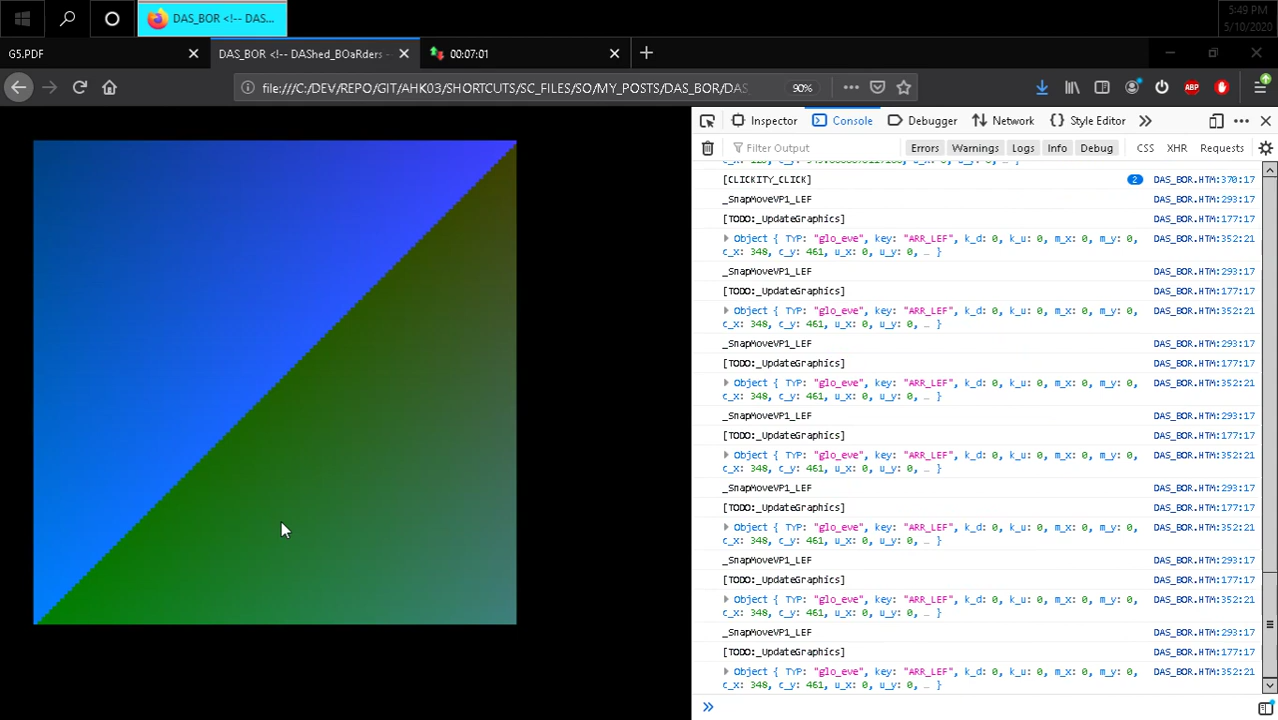 DAS_BOR <!-- DAS...
5:49 PM
5/10/2020
G5.PDF
DAS_BOR <!-- DAShed_BOaRders -
00:07:01
file:///C:/DEV/REPO/GIT/AHK03/SHORTCUTS/SC_FILES/SO/MY_POSTS/DAS_BOR/DAS_
90%
ABP
Inspector
Console
Debugger
Network
Style Editor
Filter Output
Errors
Warnings
Logs
Info
Debug
CSS
XHR
Requests
[CLICKITY_CLICK] 2 DAS_BOR.HTM:370:17
_SnapMoveVP1_LEF DAS_BOR.HTM:293:17
[TODO:_UpdateGraphics] DAS_BOR.HTM:177:17
Object { TYP: "glo_eve", key: "ARR_LEF", k_d: 0, k_u: 0, m_x: 0, m_y: 0, DAS_BOR.HTM:352:21
c_x: 348, c_y: 461, u_x: 0, u_y: 0, … }
_SnapMoveVP1_LEF DAS_BOR.HTM:293:17
[TODO:_UpdateGraphics] DAS_BOR.HTM:177:17
Object { TYP: "glo_eve", key: "ARR_LEF", k_d: 0, k_u: 0, m_x: 0, m_y: 0, DAS_BOR.HTM:352:21
c_x: 348, c_y: 461, u_x: 0, u_y: 0, … }
_SnapMoveVP1_LEF DAS_BOR.HTM:293:17
[TODO:_UpdateGraphics] DAS_BOR.HTM:177:17
Object { TYP: "glo_eve", key: "ARR_LEF", k_d: 0, k_u: 0, m_x: 0, m_y: 0, DAS_BOR.HTM:352:21
c_x: 348, c_y: 461, u_x: 0, u_y: 0, … }
_SnapMoveVP1_LEF DAS_BOR.HTM:293:17
[TODO:_UpdateGraphics] DAS_BOR.HTM:177:17
Object { TYP: "glo_eve", key: "ARR_LEF", k_d: 0, k_u: 0, m_x: 0, m_y: 0, DAS_BOR.HTM:352:21
c_x: 348, c_y: 461, u_x: 0, u_y: 0, … }
_SnapMoveVP1_LEF DAS_BOR.HTM:293:17
[TODO:_UpdateGraphics] DAS_BOR.HTM:177:17
Object { TYP: "glo_eve", key: "ARR_LEF", k_d: 0, k_u: 0, m_x: 0, m_y: 0, DAS_BOR.HTM:352:21
c_x: 348, c_y: 461, u_x: 0, u_y: 0, … }
_SnapMoveVP1_LEF DAS_BOR.HTM:293:17
[TODO:_UpdateGraphics] DAS_BOR.HTM:177:17
Object { TYP: "glo_eve", key: "ARR_LEF", k_d: 0, k_u: 0, m_x: 0, m_y: 0, DAS_BOR.HTM:352:21
c_x: 348, c_y: 461, u_x: 0, u_y: 0, … }
_SnapMoveVP1_LEF DAS_BOR.HTM:293:17
[TODO:_UpdateGraphics] DAS_BOR.HTM:177:17
Object { TYP: "glo_eve", key: "ARR_LEF", k_d: 0, k_u: 0, m_x: 0, m_y: 0, DAS_BOR.HTM:352:21
c_x: 348, c_y: 461, u_x: 0, u_y: 0, … }